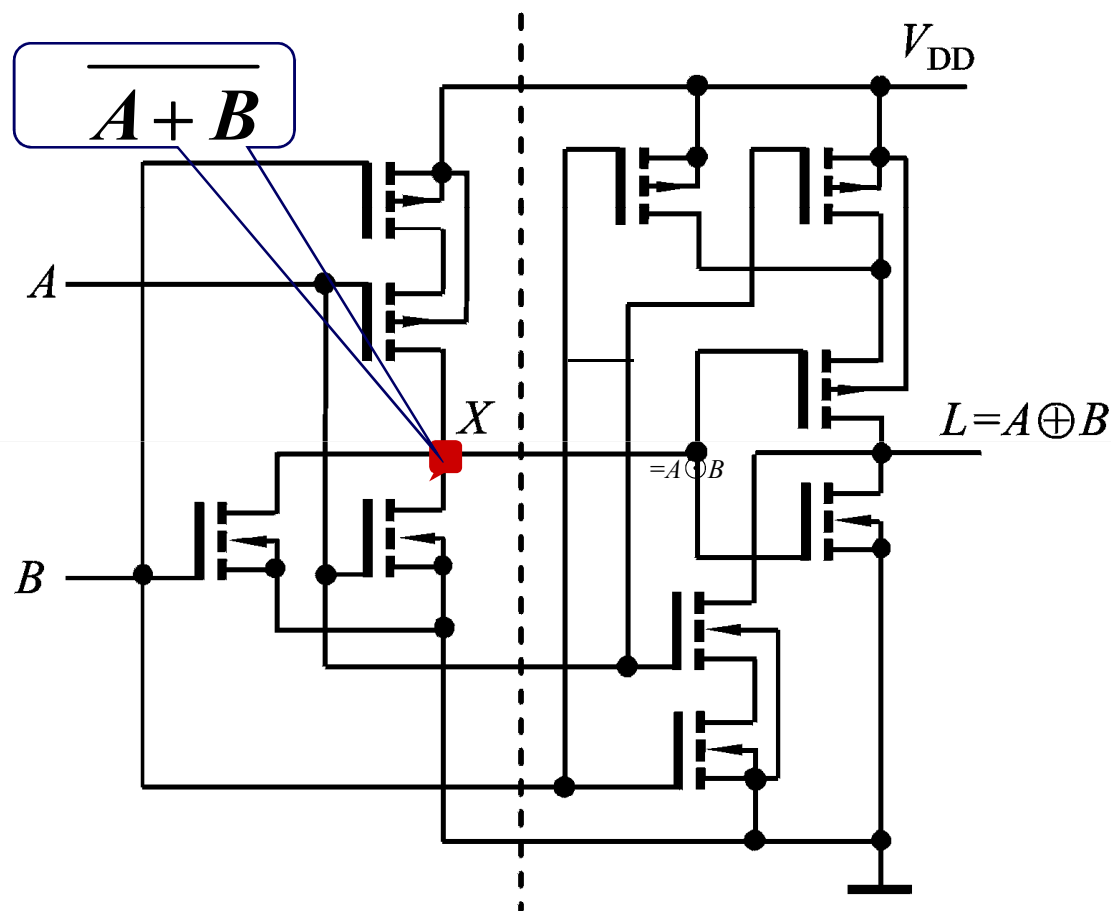 V_DD
\overline{A + B}
A
X
L=A⊕B
=A⊙B
B